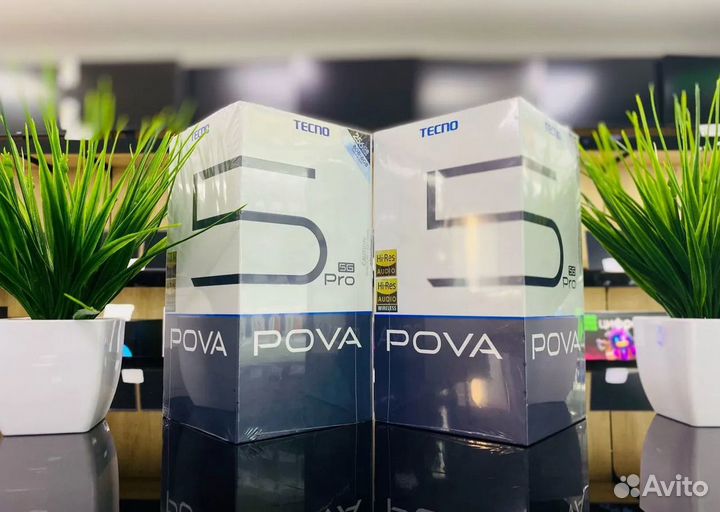 TECNO
5
5G
Pro
POVA
POVA
TECNO
TECNO
5
5G
Pro
Hi-Res
AUDIO
Hi-Res
AUDIO
WIRELESS
POVA
POVA
Avito